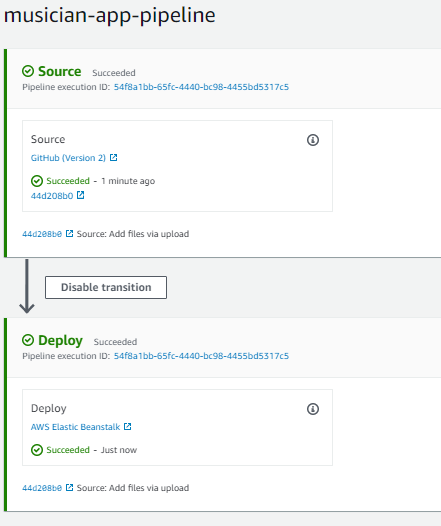 musician-app-pipeline
Source Succeeded
Pipeline execution ID: 54f8a1bb-65fc-4440-bc98-4455bd5317c5
Source
GitHub (Version 2)
Succeeded - 1 minute ago
44d208b0
44d208b0 Source: Add files via upload
Disable transition
Deploy Succeeded
Pipeline execution ID: 54f8a1bb-65fc-4440-bc98-4455bd5317c5
Deploy
AWS Elastic Beanstalk
Succeeded - Just now
44d208b0 Source: Add files via upload